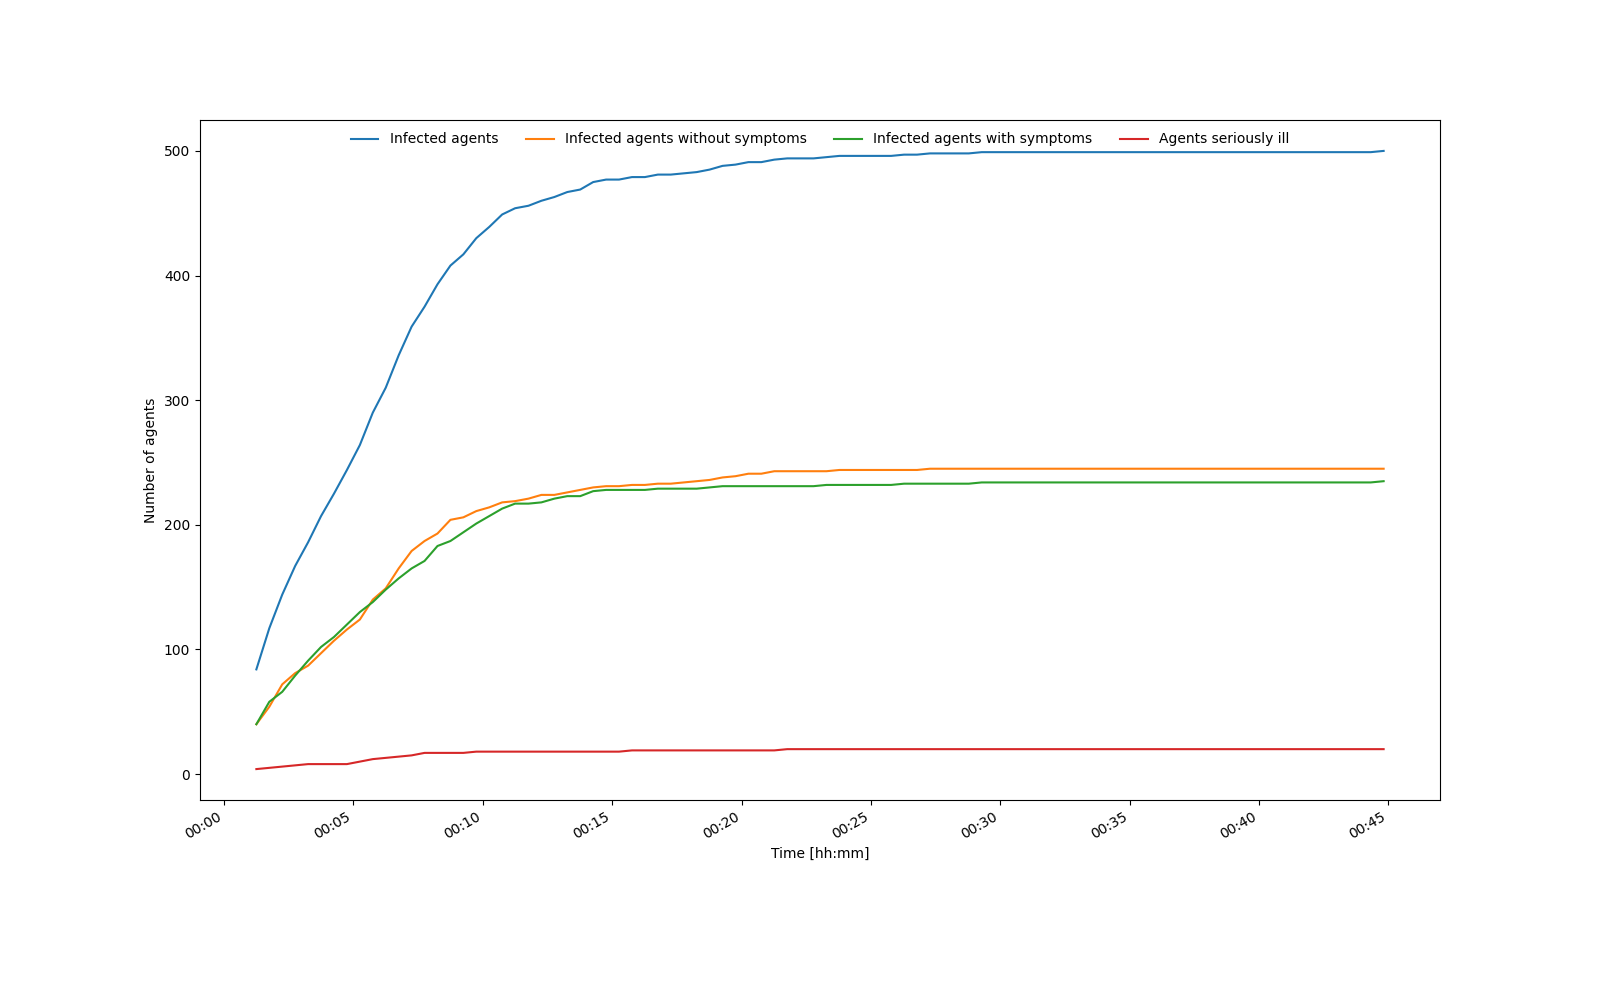 Infected agents Infected agents without symptoms Infected agents with symptoms Agents seriously ill
500
400
300
200
100
0
Number of agents
00:00 00:05 00:10 00:15 00:20 00:25 00:30 00:35 00:40 00:45
Time [hh:mm]